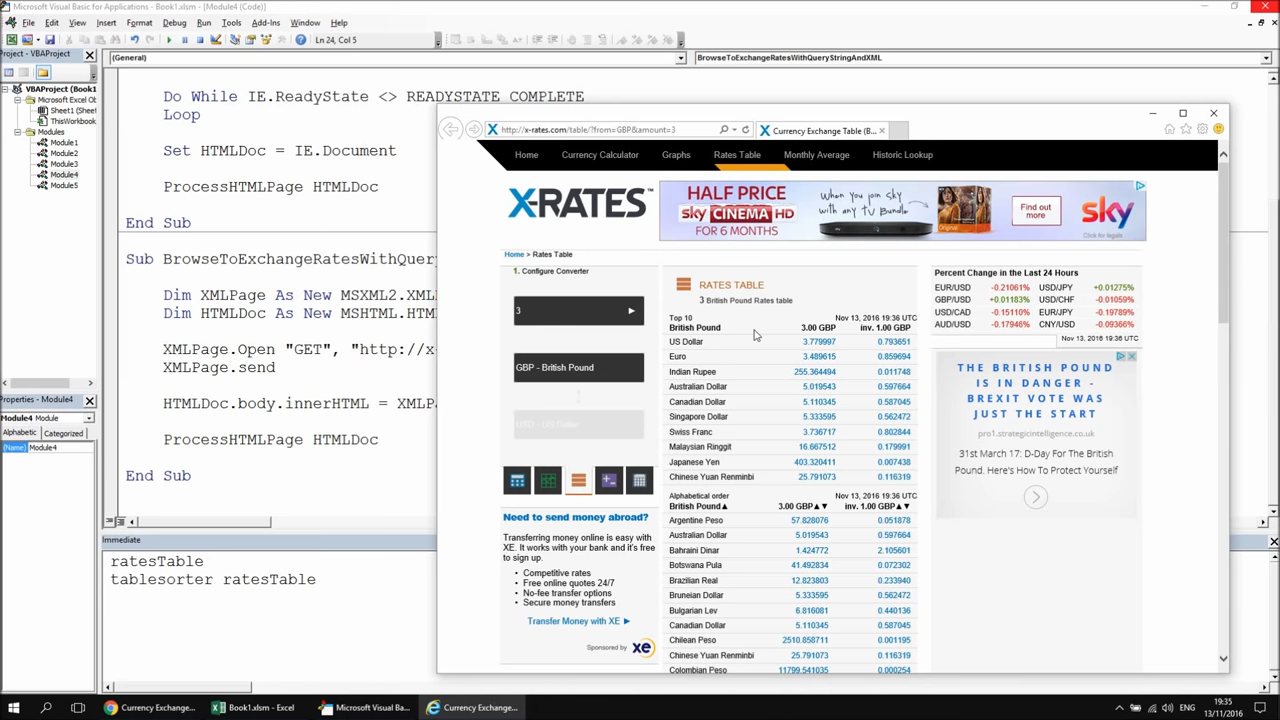 Microsoft Visual Basic for Applications - Book1.xlsm - [Module4 (Code)]
File Edit View Insert Format Debug Run Tools Add-Ins Window Help
Ln 24, Col 5
Project - VBAProject
(General)
BrowseToExchangeRatesWithQueryStringAndXML
VBAProject (Book1
Microsoft Excel Ob
Sheet1 (Sheet
ThisWorkbook
Modules
Module1
Module2
Module3
Module4
Module5
Do While IE.ReadyState <> READYSTATE_COMPLETE
Loop
Set HTMLDoc = IE.Document
ProcessHTMLPage HTMLDoc
End Sub
Sub BrowseToExchangeRatesWithQuery
Dim XMLPage As New MSXML2.XML
Dim HTMLDoc As New MSHTML.HTM
XMLPage.Open "GET", "http://x
XMLPage.send
HTMLDoc.body.innerHTML = XMLP
ProcessHTMLPage HTMLDoc
End Sub
Properties - Module4
Module4 Module
Alphabetic Categorized
(Name) Module4
Immediate
ratesTable
tablesorter ratesTable
http://x-rates.com/table/?from=GBP&amount=3
Currency Exchange Table (B...
Home Currency Calculator Graphs Rates Table Monthly Average Historic Lookup
X-RATES™
HALF PRICE
sky CINEMA HD
FOR 6 MONTHS
When you join sky
with any TV Bundle
Find out
more
sky
Home > Rates Table
1. Configure Converter
3
GBP - British Pound
Need to send money abroad?
Transferring money online is easy with
XE. It works with your bank and it's free
to sign up.
• Competitive rates
• Free online quotes 24/7
• No-fee transfer options
• Secure money transfers
Transfer Money with XE ▶
Sponsored by xe
RATES TABLE
3 British Pound Rates table
Top 10 Nov 13, 2016 19:36 UTC
British Pound 3.00 GBP inv. 1.00 GBP
US Dollar 3.779997 0.793651
Euro 3.489615 0.859694
Indian Rupee 255.364494 0.011748
Australian Dollar 5.019543 0.597664
Canadian Dollar 5.110345 0.587045
Singapore Dollar 5.333595 0.562472
Swiss Franc 3.736717 0.802844
Malaysian Ringgit 16.667512 0.179991
Japanese Yen 403.320411 0.007438
Chinese Yuan Renminbi 25.791073 0.116319
Alphabetical order Nov 13, 2016 19:36 UTC
British Pound▲ 3.00 GBP▲▼ inv. 1.00 GBP▲▼
Argentine Peso 57.828076 0.051878
Australian Dollar 5.019543 0.597664
Bahraini Dinar 1.424772 2.105601
Botswana Pula 41.492834 0.072302
Brazilian Real 12.823803 0.233940
Bruneian Dollar 5.333595 0.562472
Bulgarian Lev 6.816081 0.440136
Canadian Dollar 5.110345 0.587045
Chilean Peso 2510.858711 0.001195
Chinese Yuan Renminbi 25.791073 0.116319
Colombian Peso 11799.541035 0.000254
Percent Change in the Last 24 Hours
EUR/USD -0.21061% USD/JPY +0.01275%
GBP/USD +0.01183% USD/CHF -0.01059%
USD/CAD -0.15110% EUR/JPY -0.19789%
AUD/USD -0.17946% CNY/USD -0.09366%
Nov 13, 2016 19:36 UTC
THE BRITISH POUND
IS IN DANGER -
BREXIT VOTE WAS
JUST THE START
pro1.strategicintelligence.co.uk
31st March 17: D-Day For The British
Pound. Here's How To Protect Yourself
Currency Exchange... Book1.xlsm - Excel Microsoft Visual Ba... Currency Exchange...
ENG
19:35
13/11/2016